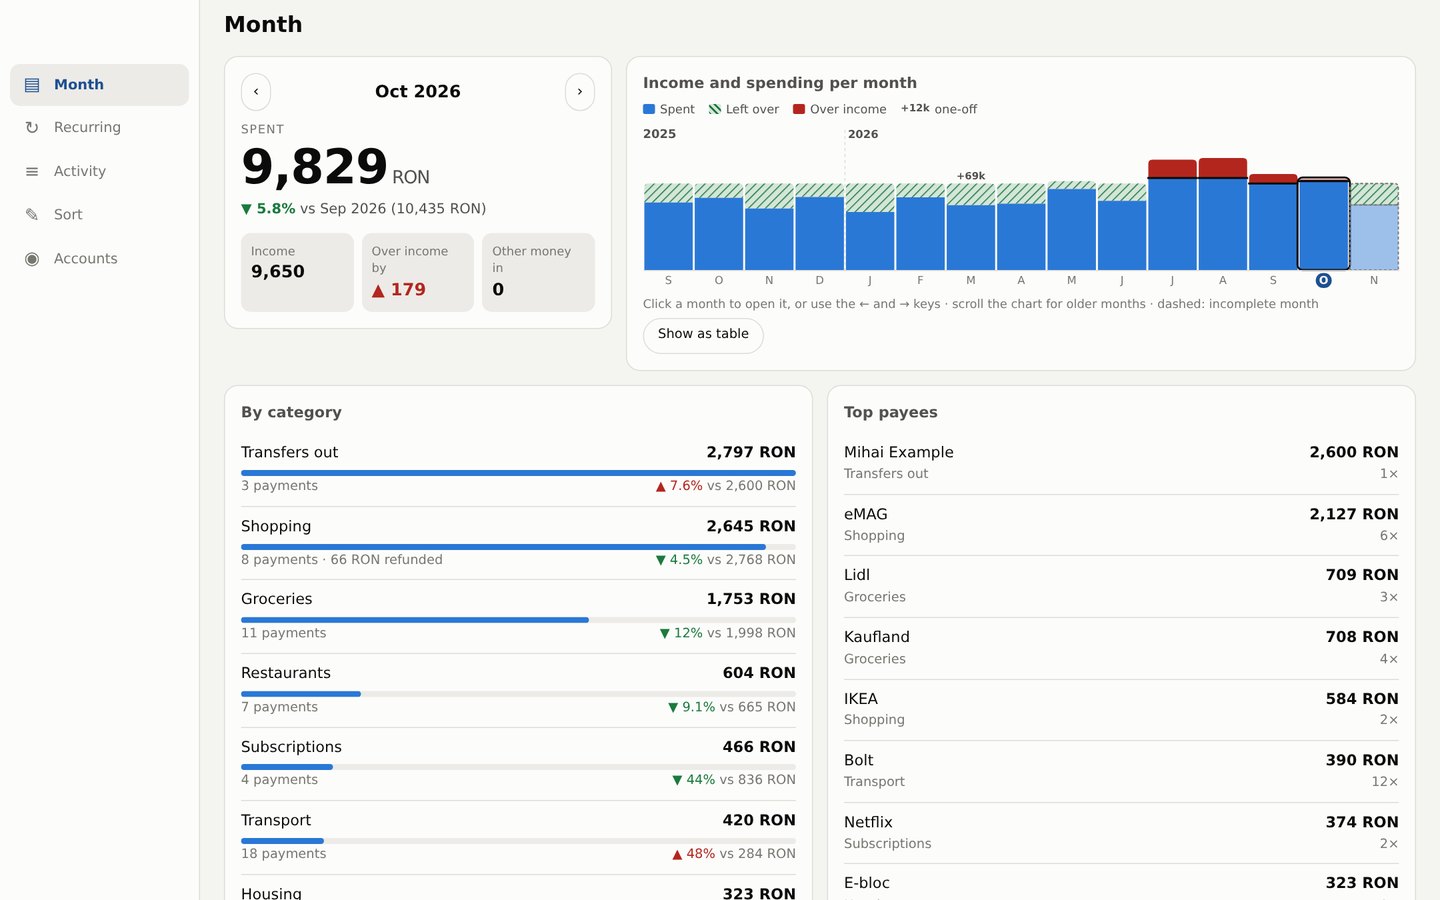 Month
Month
Recurring
Activity
Sort
Accounts
‹
Oct 2026
›
SPENT
9,829 RON
▼ 5.8% vs Sep 2026 (10,435 RON)
Income
9,650
Over income by
▲ 179
Other money in
0
Income and spending per month
Spent
Left over
Over income
+12k one-off
2025
2026
+69k
S O N D J F M A M J J A S O N
Click a month to open it, or use the ← and → keys · scroll the chart for older months · dashed: incomplete month
Show as table
By category
Transfers out 2,797 RON
3 payments ▲ 7.6% vs 2,600 RON
Shopping 2,645 RON
8 payments · 66 RON refunded ▼ 4.5% vs 2,768 RON
Groceries 1,753 RON
11 payments ▼ 12% vs 1,998 RON
Restaurants 604 RON
7 payments ▼ 9.1% vs 665 RON
Subscriptions 466 RON
4 payments ▼ 44% vs 836 RON
Transport 420 RON
18 payments ▲ 48% vs 284 RON
Housing 323 RON
Top payees
Mihai Example 2,600 RON
Transfers out 1×
eMAG 2,127 RON
Shopping 6×
Lidl 709 RON
Groceries 3×
Kaufland 708 RON
Groceries 4×
IKEA 584 RON
Shopping 2×
Bolt 390 RON
Transport 12×
Netflix 374 RON
Subscriptions 2×
E-bloc 323 RON